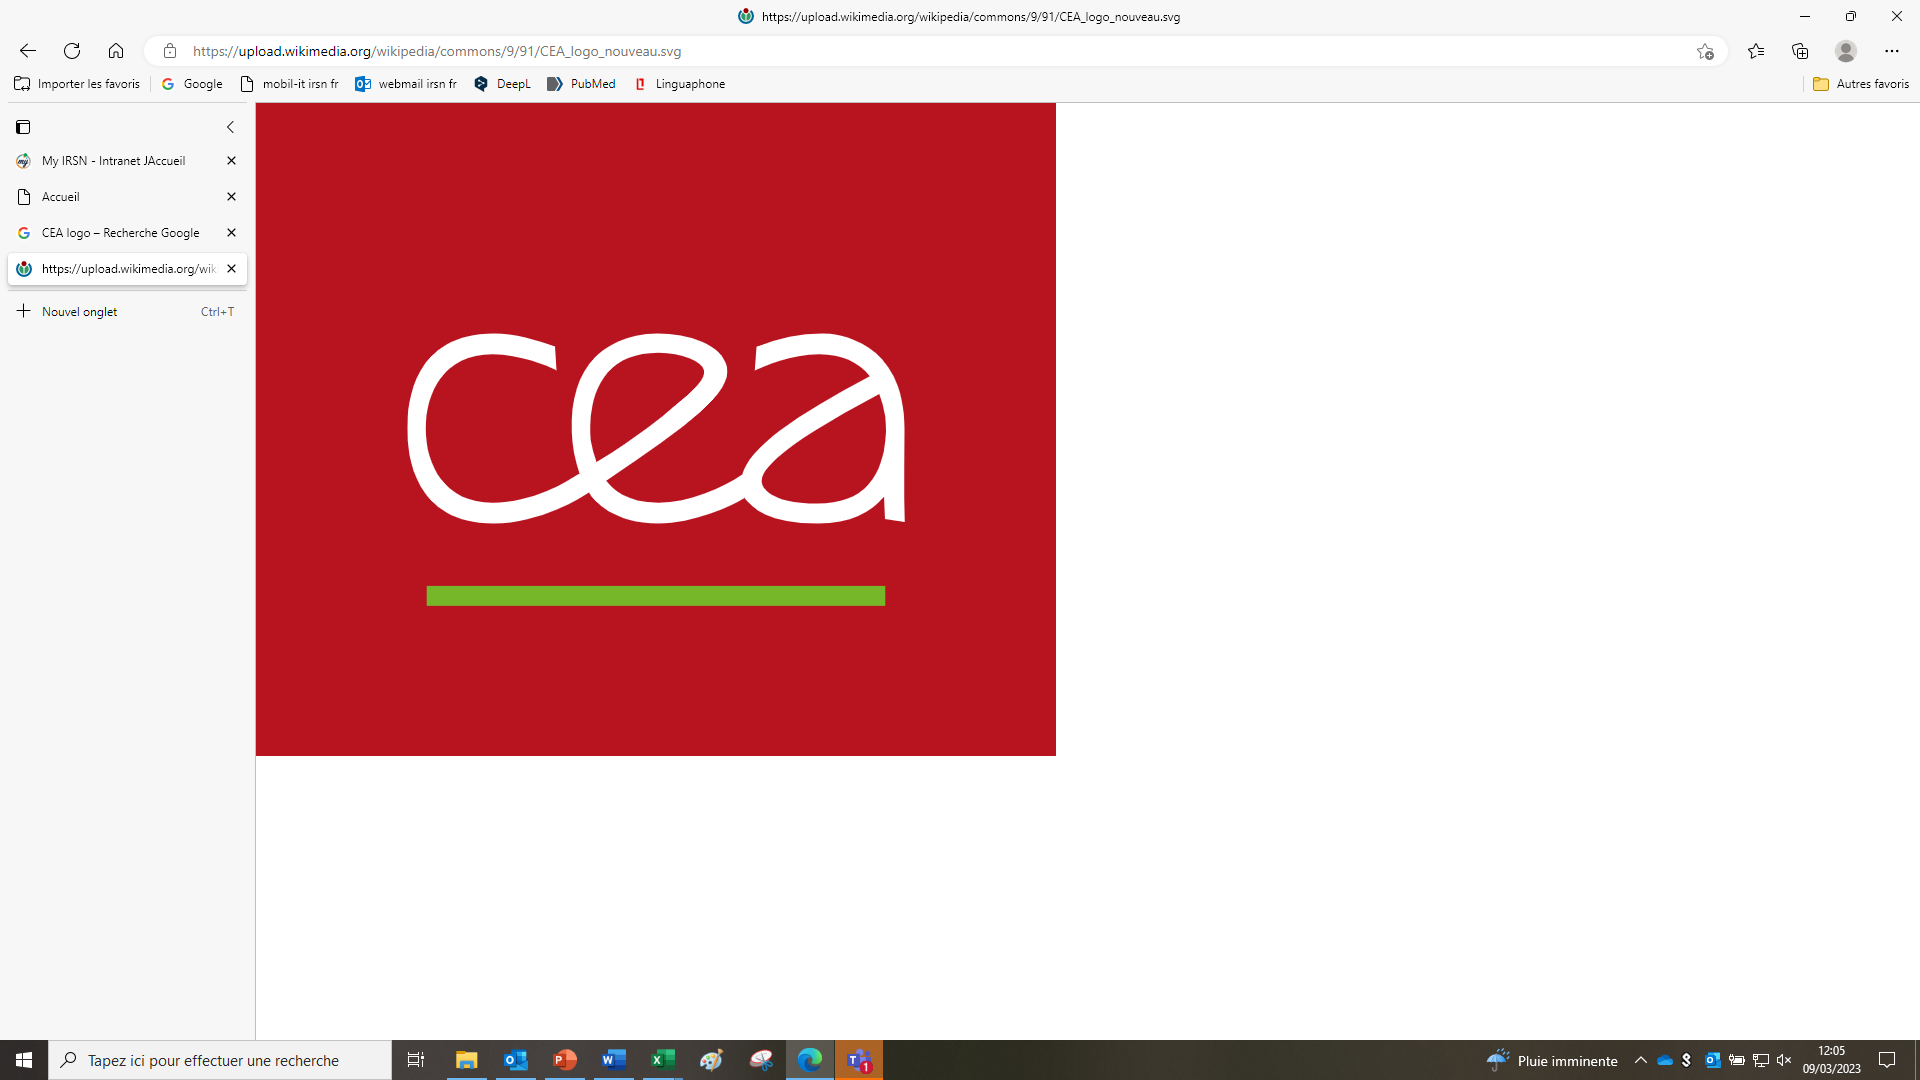 https://upload.wikimedia.org/wikipedia/commons/9/91/CEA_logo_nouveau.svg
https://upload.wikimedia.org/wikipedia/commons/9/91/CEA_logo_nouveau.svg
Importer les favoris Google mobil-it irsn fr webmail irsn fr DeepL PubMed Linguaphone Autres favoris
My IRSN - Intranet JAccueil
Accueil
CEA logo – Recherche Google
https://upload.wikimedia.org/wik
Nouvel onglet Ctrl+T
cea
Tapez ici pour effectuer une recherche
Pluie imminente
12:05
09/03/2023